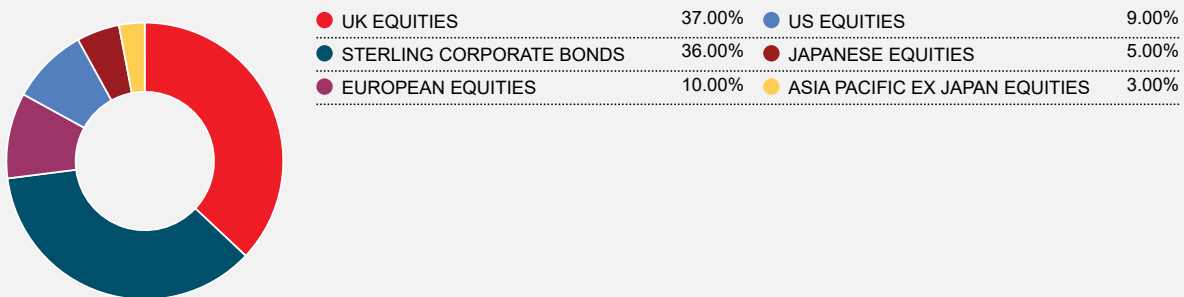 UK EQUITIES 37.00% US EQUITIES 9.00%
STERLING CORPORATE BONDS 36.00% JAPANESE EQUITIES 5.00%
EUROPEAN EQUITIES 10.00% ASIA PACIFIC EX JAPAN EQUITIES 3.00%